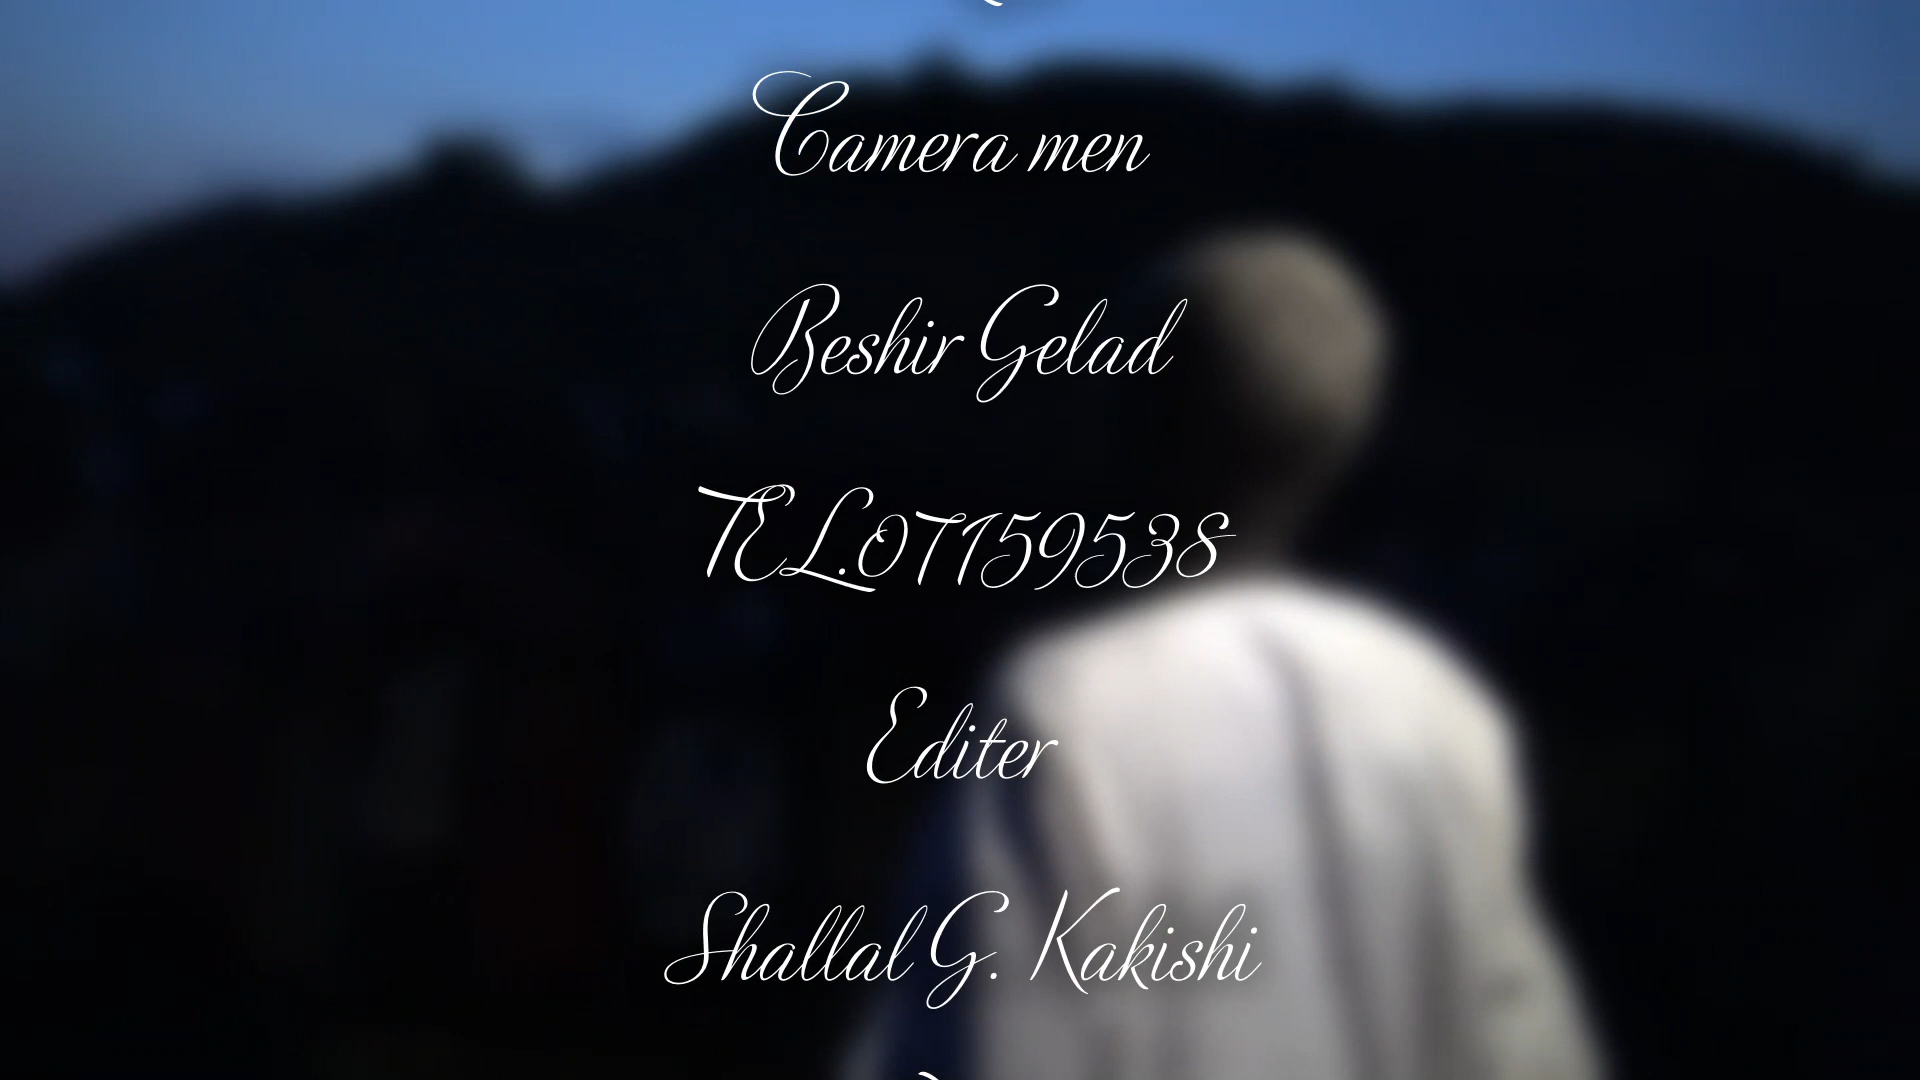 Camera men
Beshir Gelad
TEL.07159538
Editer
Shallal G. Kakishi